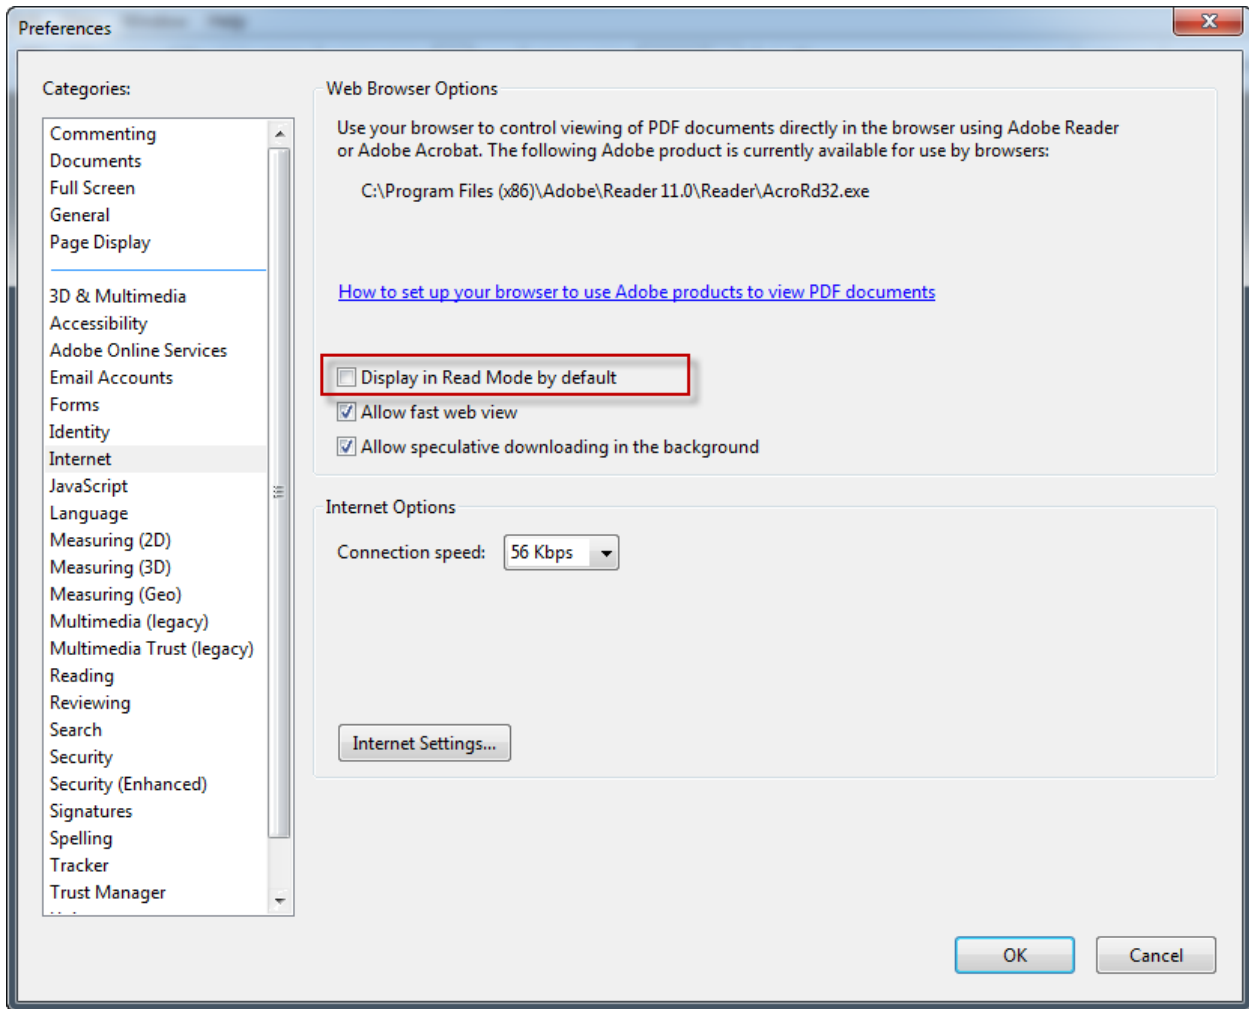 Preferences
Window Help
Categories:
Commenting
Documents
Full Screen
General
Page Display
3D & Multimedia
Accessibility
Adobe Online Services
Email Accounts
Forms
Identity
Internet
JavaScript
Language
Measuring (2D)
Measuring (3D)
Measuring (Geo)
Multimedia (legacy)
Multimedia Trust (legacy)
Reading
Reviewing
Search
Security
Security (Enhanced)
Signatures
Spelling
Tracker
Trust Manager
Web Browser Options
Use your browser to control viewing of PDF documents directly in the browser using Adobe Reader
or Adobe Acrobat. The following Adobe product is currently available for use by browsers:
C:\Program Files (x86)\Adobe\Reader 11.0\Reader\AcroRd32.exe
How to set up your browser to use Adobe products to view PDF documents
Display in Read Mode by default
Allow fast web view
Allow speculative downloading in the background
Internet Options
Connection speed: 56 Kbps
Internet Settings...
OK Cancel